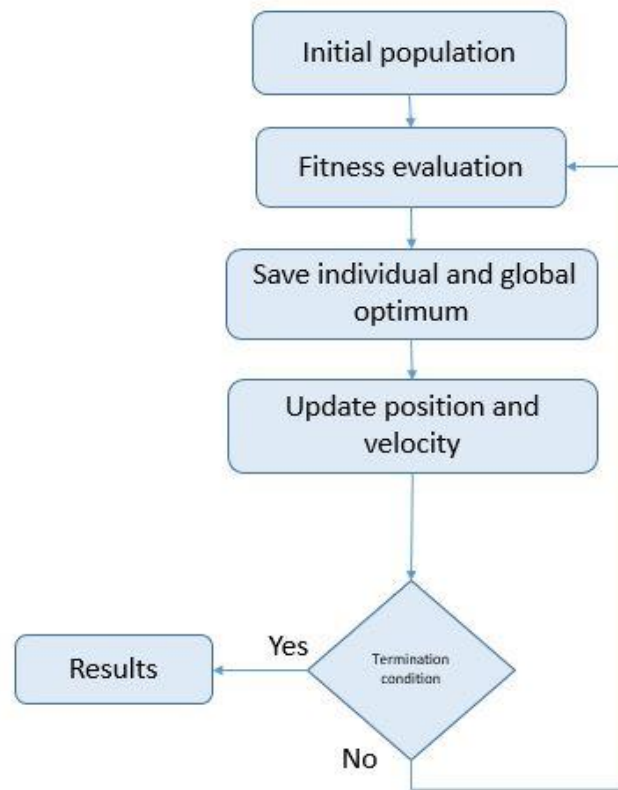 Initial population
Fitness evaluation
Save individual and global
optimum
Update position and
velocity
Yes
Termination
condition
Results
No